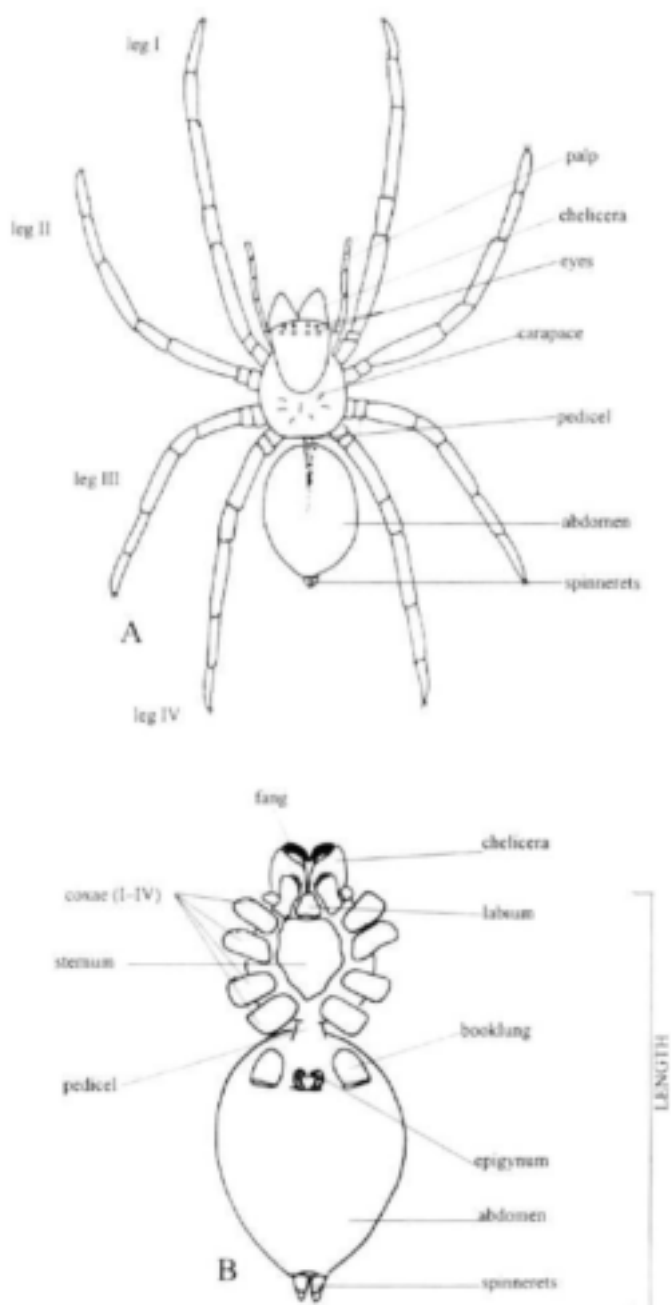 leg I
palp
chelicera
leg II
eyes
carapace
pedicel
leg III
abdomen
spinnerets
A
leg IV
fang
chelicera
coxae (I–IV)
labium
sternum
booklung
pedicel
LENGTH
epigynum
abdomen
B
spinnerets